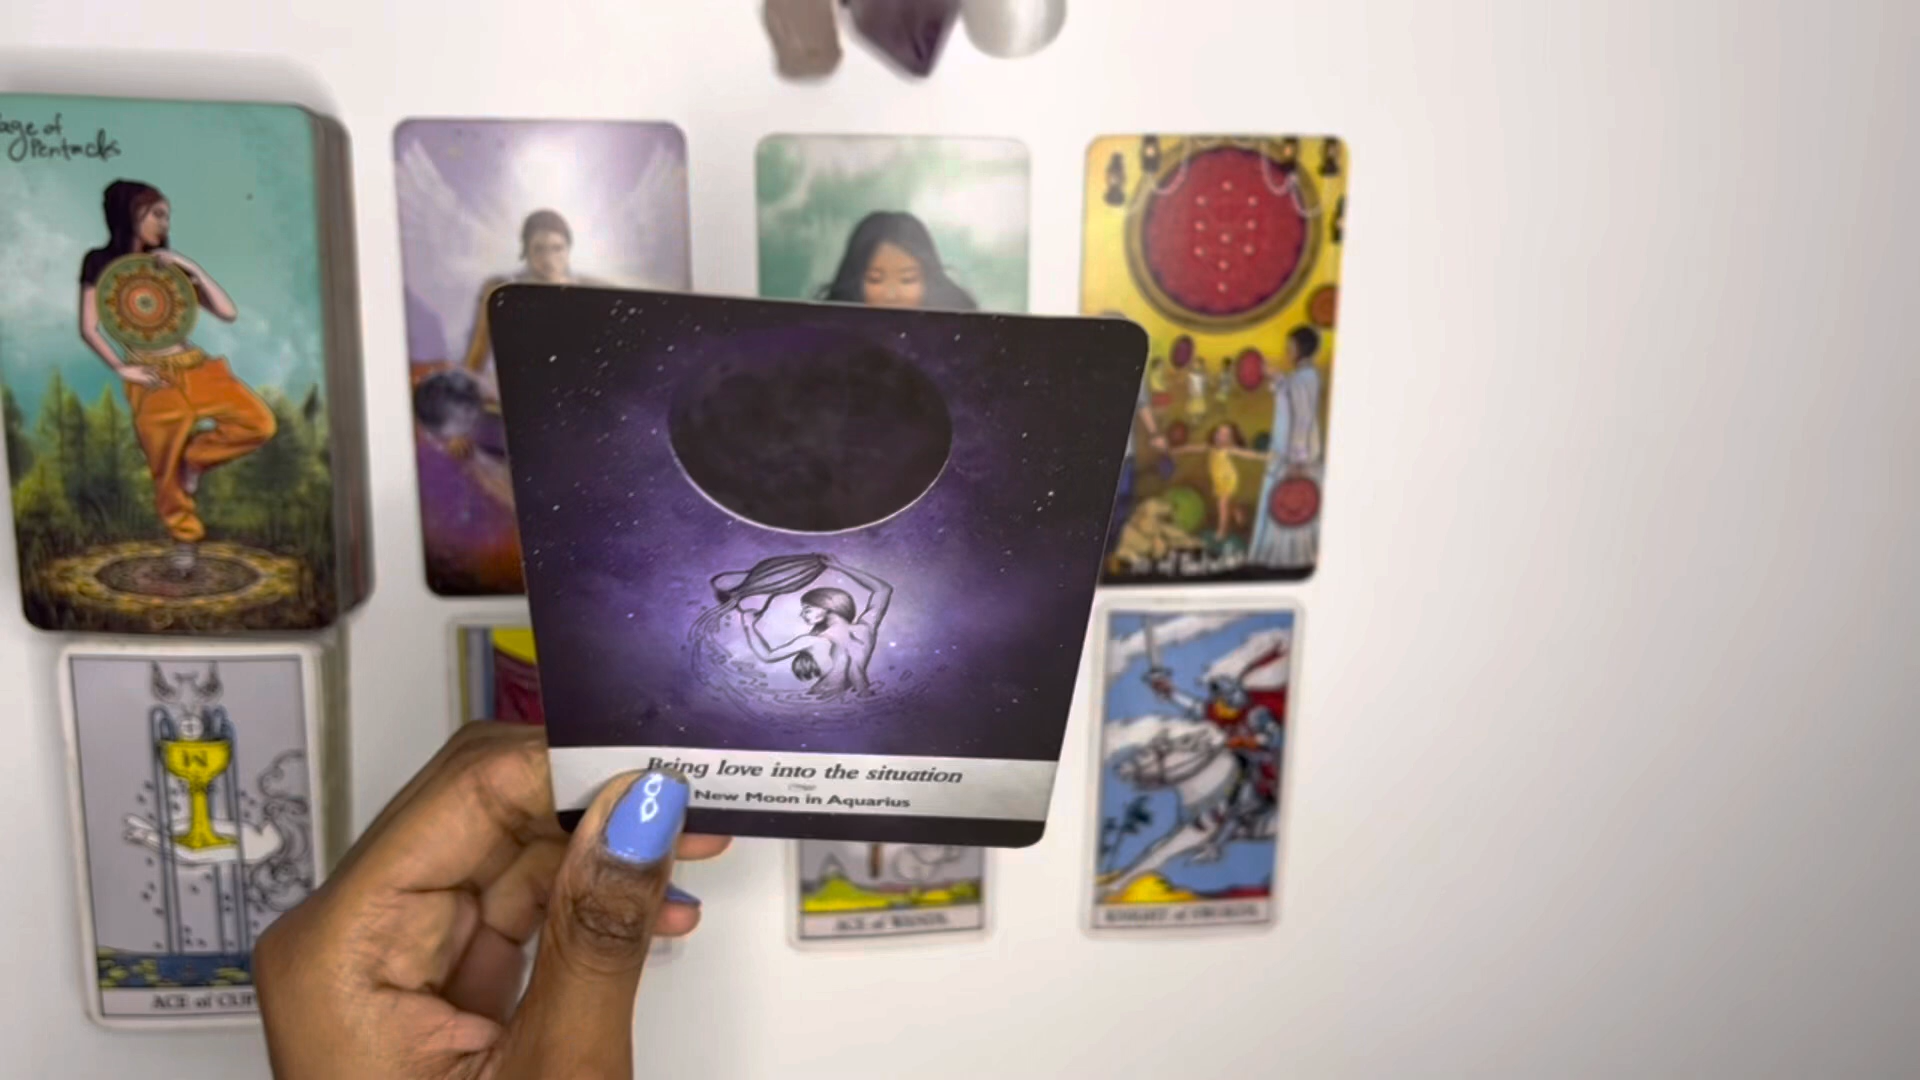 age of
Pentacles
Bring love into the situation
New Moon in Aquarius
ACE of CUP
ACE of WANDS.
KNIGHT of SWORDS.